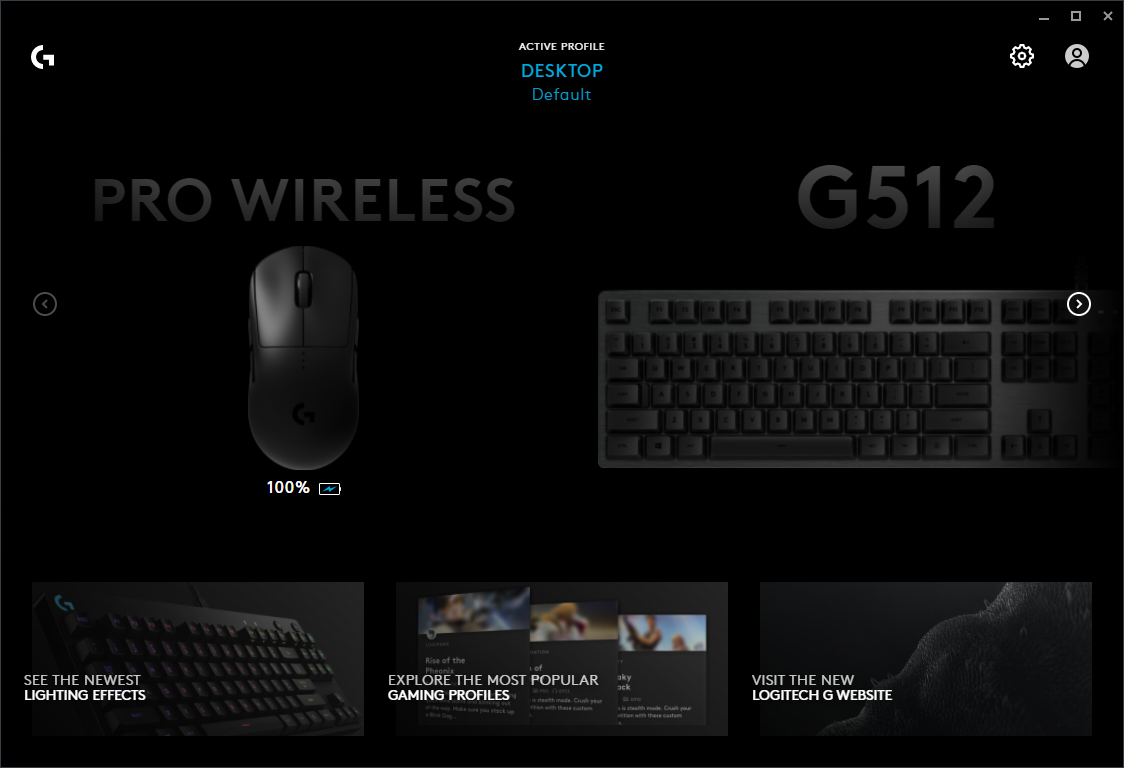 ACTIVE PROFILE
DESKTOP
Default
PRO WIRELESS
G512
100%
SEE THE NEWEST
LIGHTING EFFECTS
Rise of the
Pheonix
EXPLORE THE MOST POPULAR
GAMING PROFILES
VISIT THE NEW
LOGITECH G WEBSITE